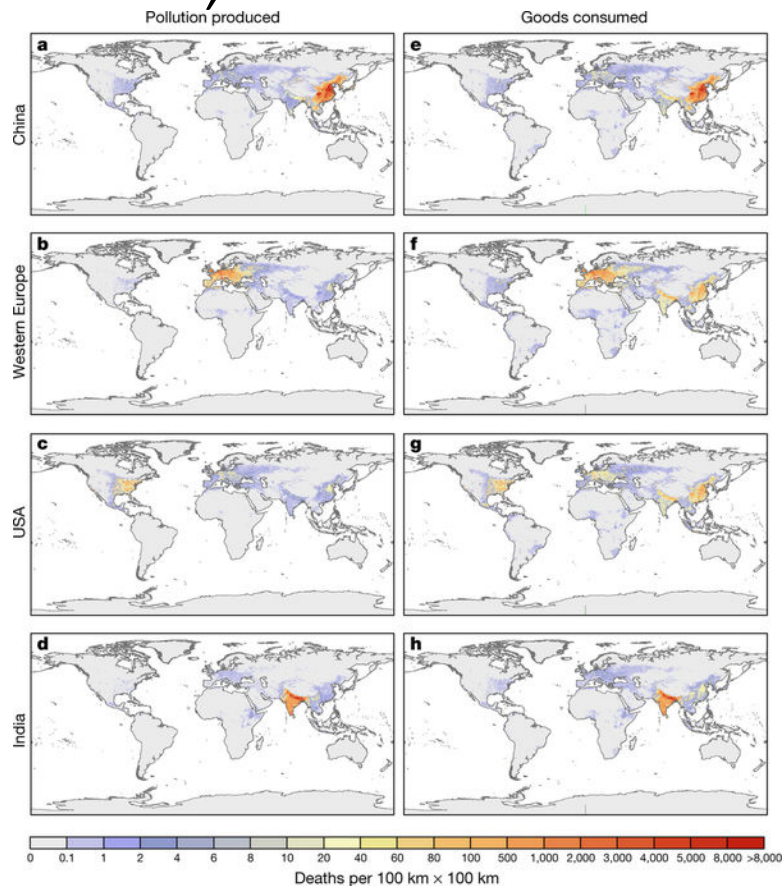 Pollution produced
Goods consumed
a
e
China
b
f
Western Europe
c
g
USA
d
h
India
0 0.1 1 2 4 6 8 10 20 40 60 80 100 500 1,000 2,000 3,000 4,000 5,000 8,000 >8,000
Deaths per 100 km × 100 km